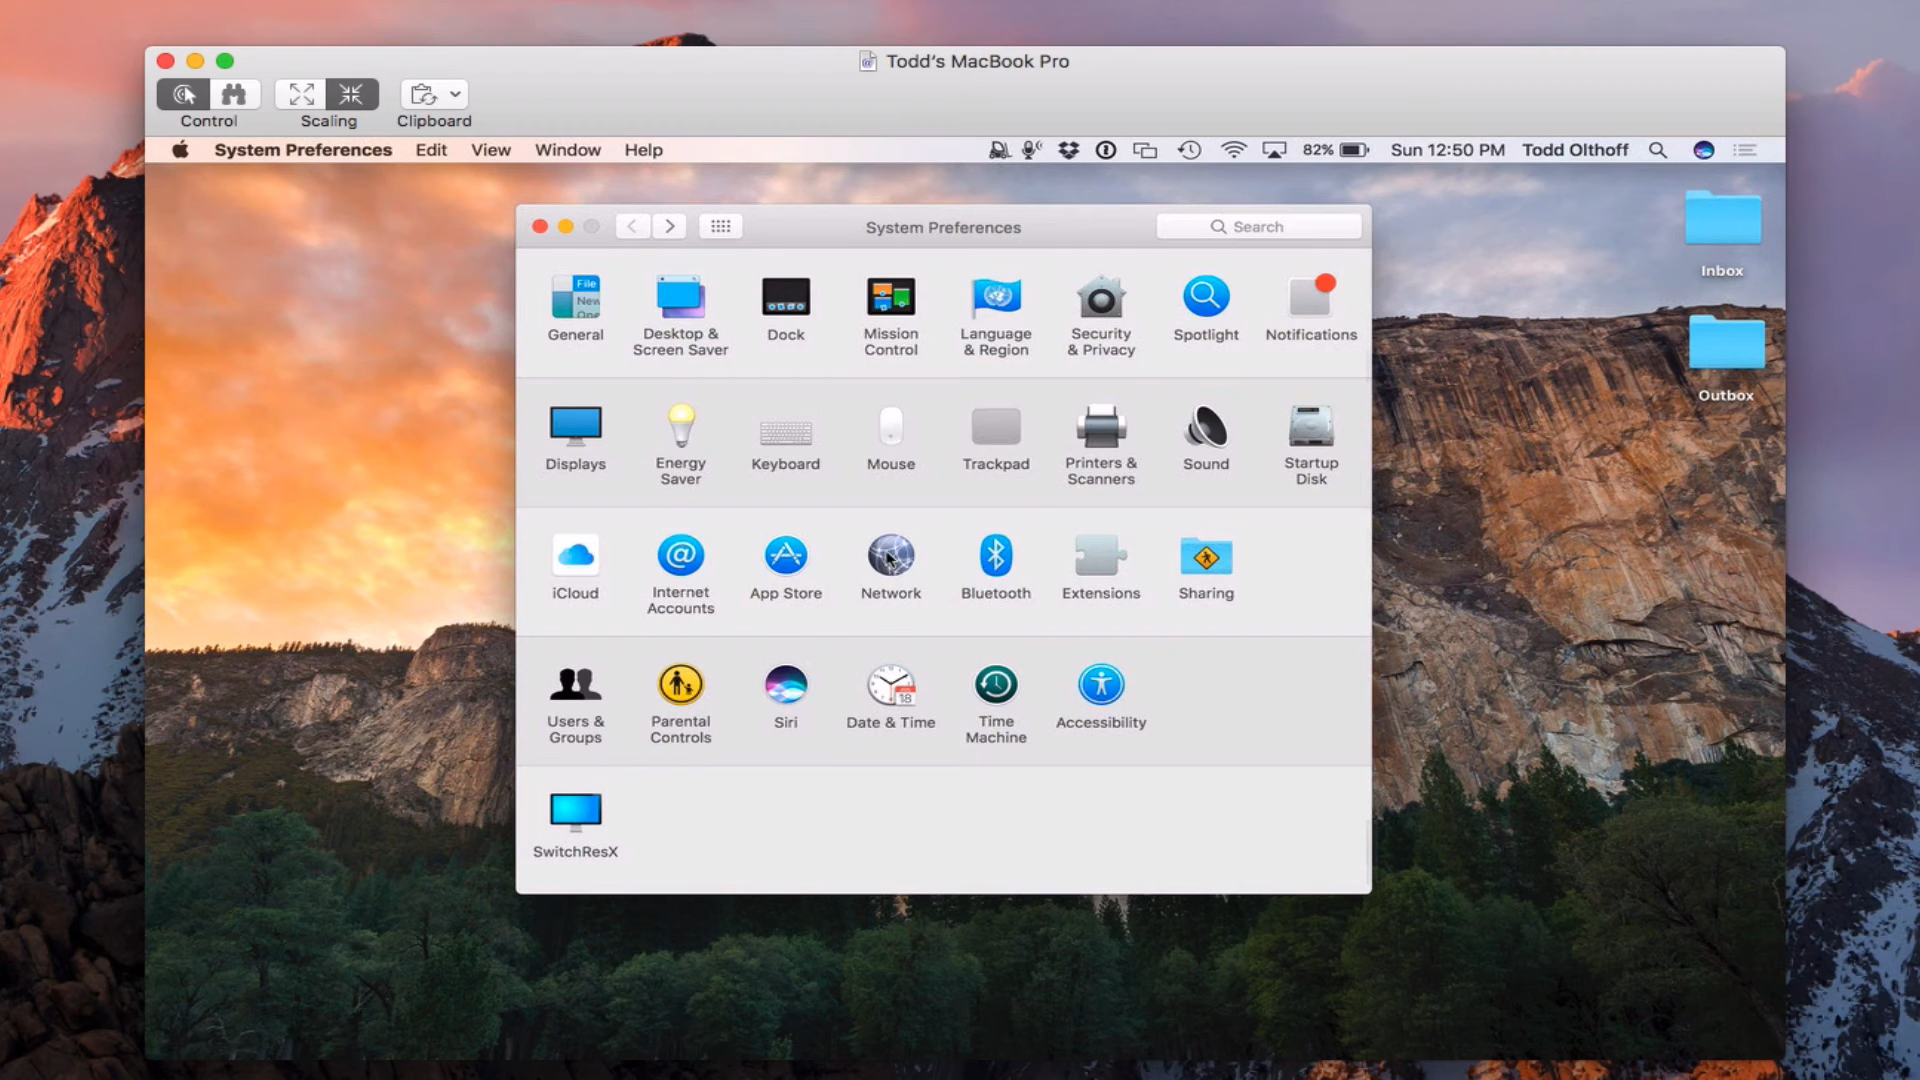 Todd's MacBook Pro
Control
Scaling
Clipboard
System Preferences Edit View Window Help
82% Sun 12:50 PM Todd Olthoff
System Preferences
Search
Inbox
Outbox
File
New
General
Desktop &
Screen Saver
Dock
Mission
Control
Language
& Region
Security
& Privacy
Spotlight
Notifications
Displays
Energy
Saver
Keyboard
Mouse
Trackpad
Printers &
Scanners
Sound
Startup
Disk
iCloud
Internet
Accounts
App Store
Network
Bluetooth
Extensions
Sharing
Users &
Groups
Parental
Controls
Siri
18
Date & Time
Time
Machine
Accessibility
SwitchResX